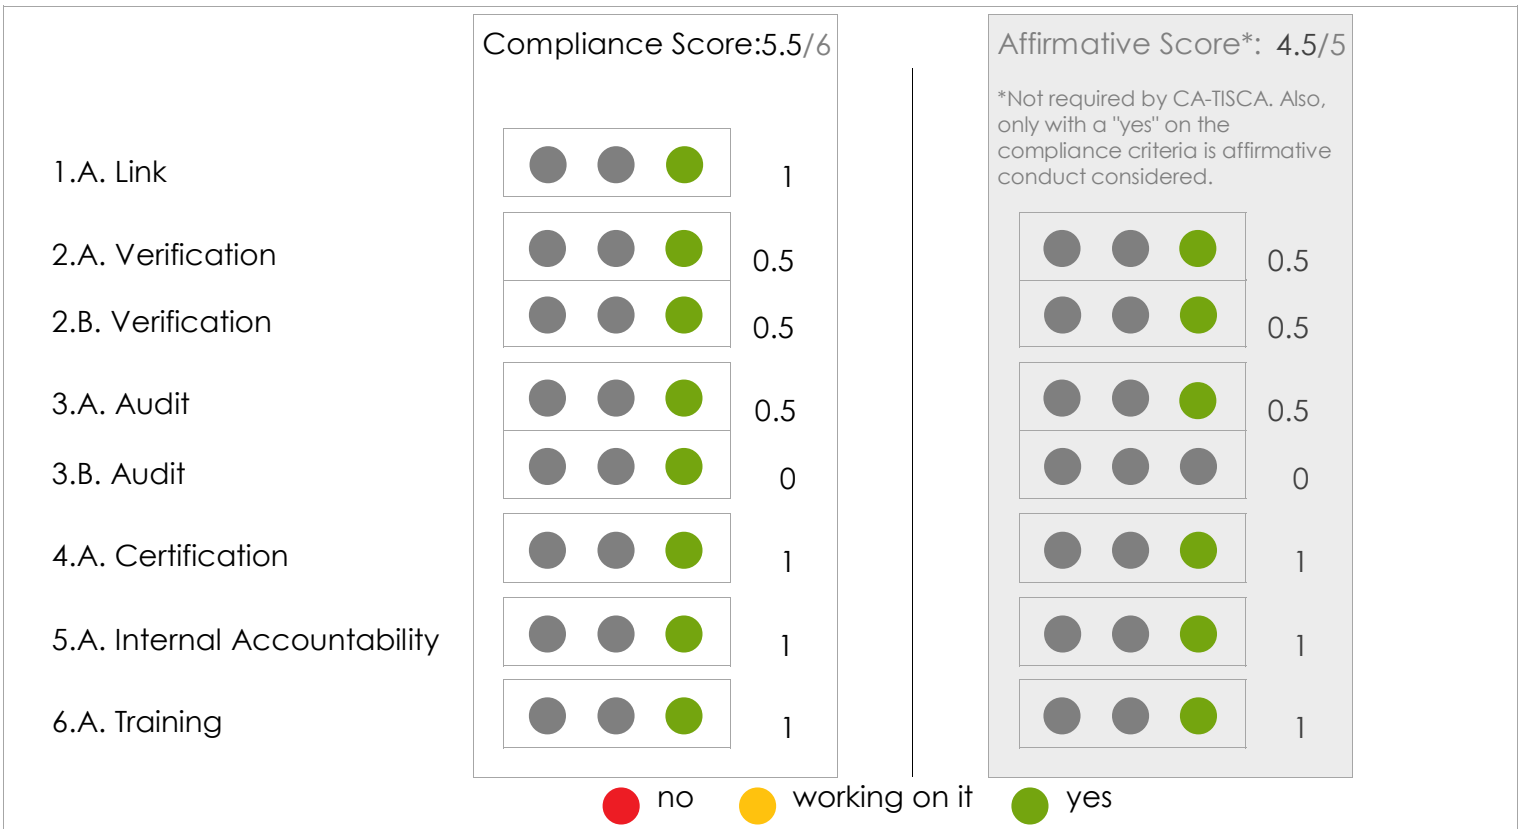 Compliance Score:5.5/6
Affirmative Score*: 4.5/5
*Not required by CA-TISCA. Also,
only with a "yes" on the
compliance criteria is affirmative
conduct considered.
1.A. Link 1
2.A. Verification 0.5 0.5
2.B. Verification 0.5 0.5
3.A. Audit 0.5 0.5
3.B. Audit 0 0
4.A. Certification 1 1
5.A. Internal Accountability 1 1
6.A. Training 1 1
no working on it yes